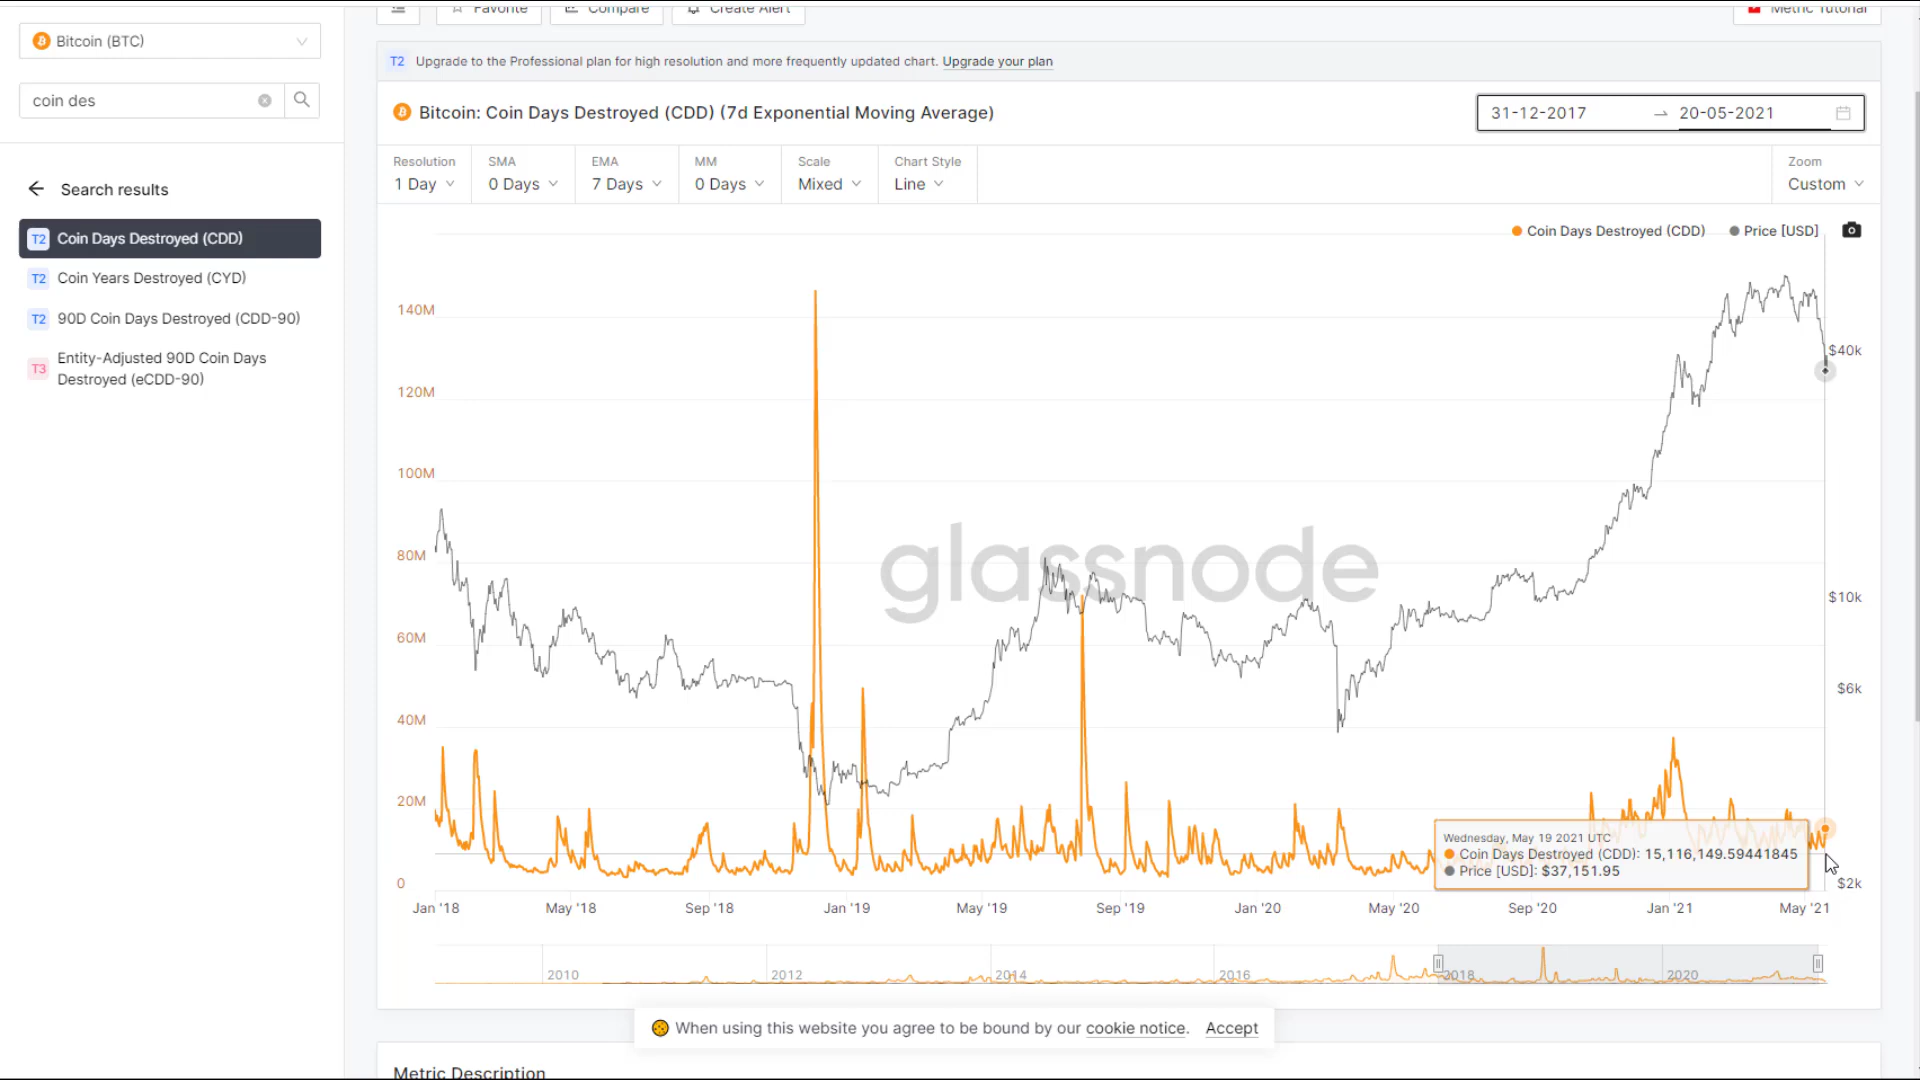 Favorite
Compare
Create Alert
Metric Tutorial
Bitcoin (BTC)
coin des
T2 Upgrade to the Professional plan for high resolution and more frequently updated chart. Upgrade your plan
Bitcoin: Coin Days Destroyed (CDD) (7d Exponential Moving Average)
31-12-2017 → 20-05-2021
Resolution
1 Day
SMA
0 Days
EMA
7 Days
MM
0 Days
Scale
Mixed
Chart Style
Line
Zoom
Custom
Search results
T2 Coin Days Destroyed (CDD)
T2 Coin Years Destroyed (CYD)
T2 90D Coin Days Destroyed (CDD-90)
T3 Entity-Adjusted 90D Coin Days
Destroyed (eCDD-90)
Coin Days Destroyed (CDD) Price [USD]
140M
120M
100M
80M
60M
40M
20M
0
$40k
$10k
$6k
$2k
glassnode
Wednesday, May 19 2021 UTC
Coin Days Destroyed (CDD): 15,116,149.59441845
Price [USD]: $37,151.95
Jan '18 May '18 Sep '18 Jan '19 May '19 Sep '19 Jan '20 May '20 Sep '20 Jan '21 May '21
2010 2012 2014 2016 2018 2020
When using this website you agree to be bound by our cookie notice. Accept
Metric Description